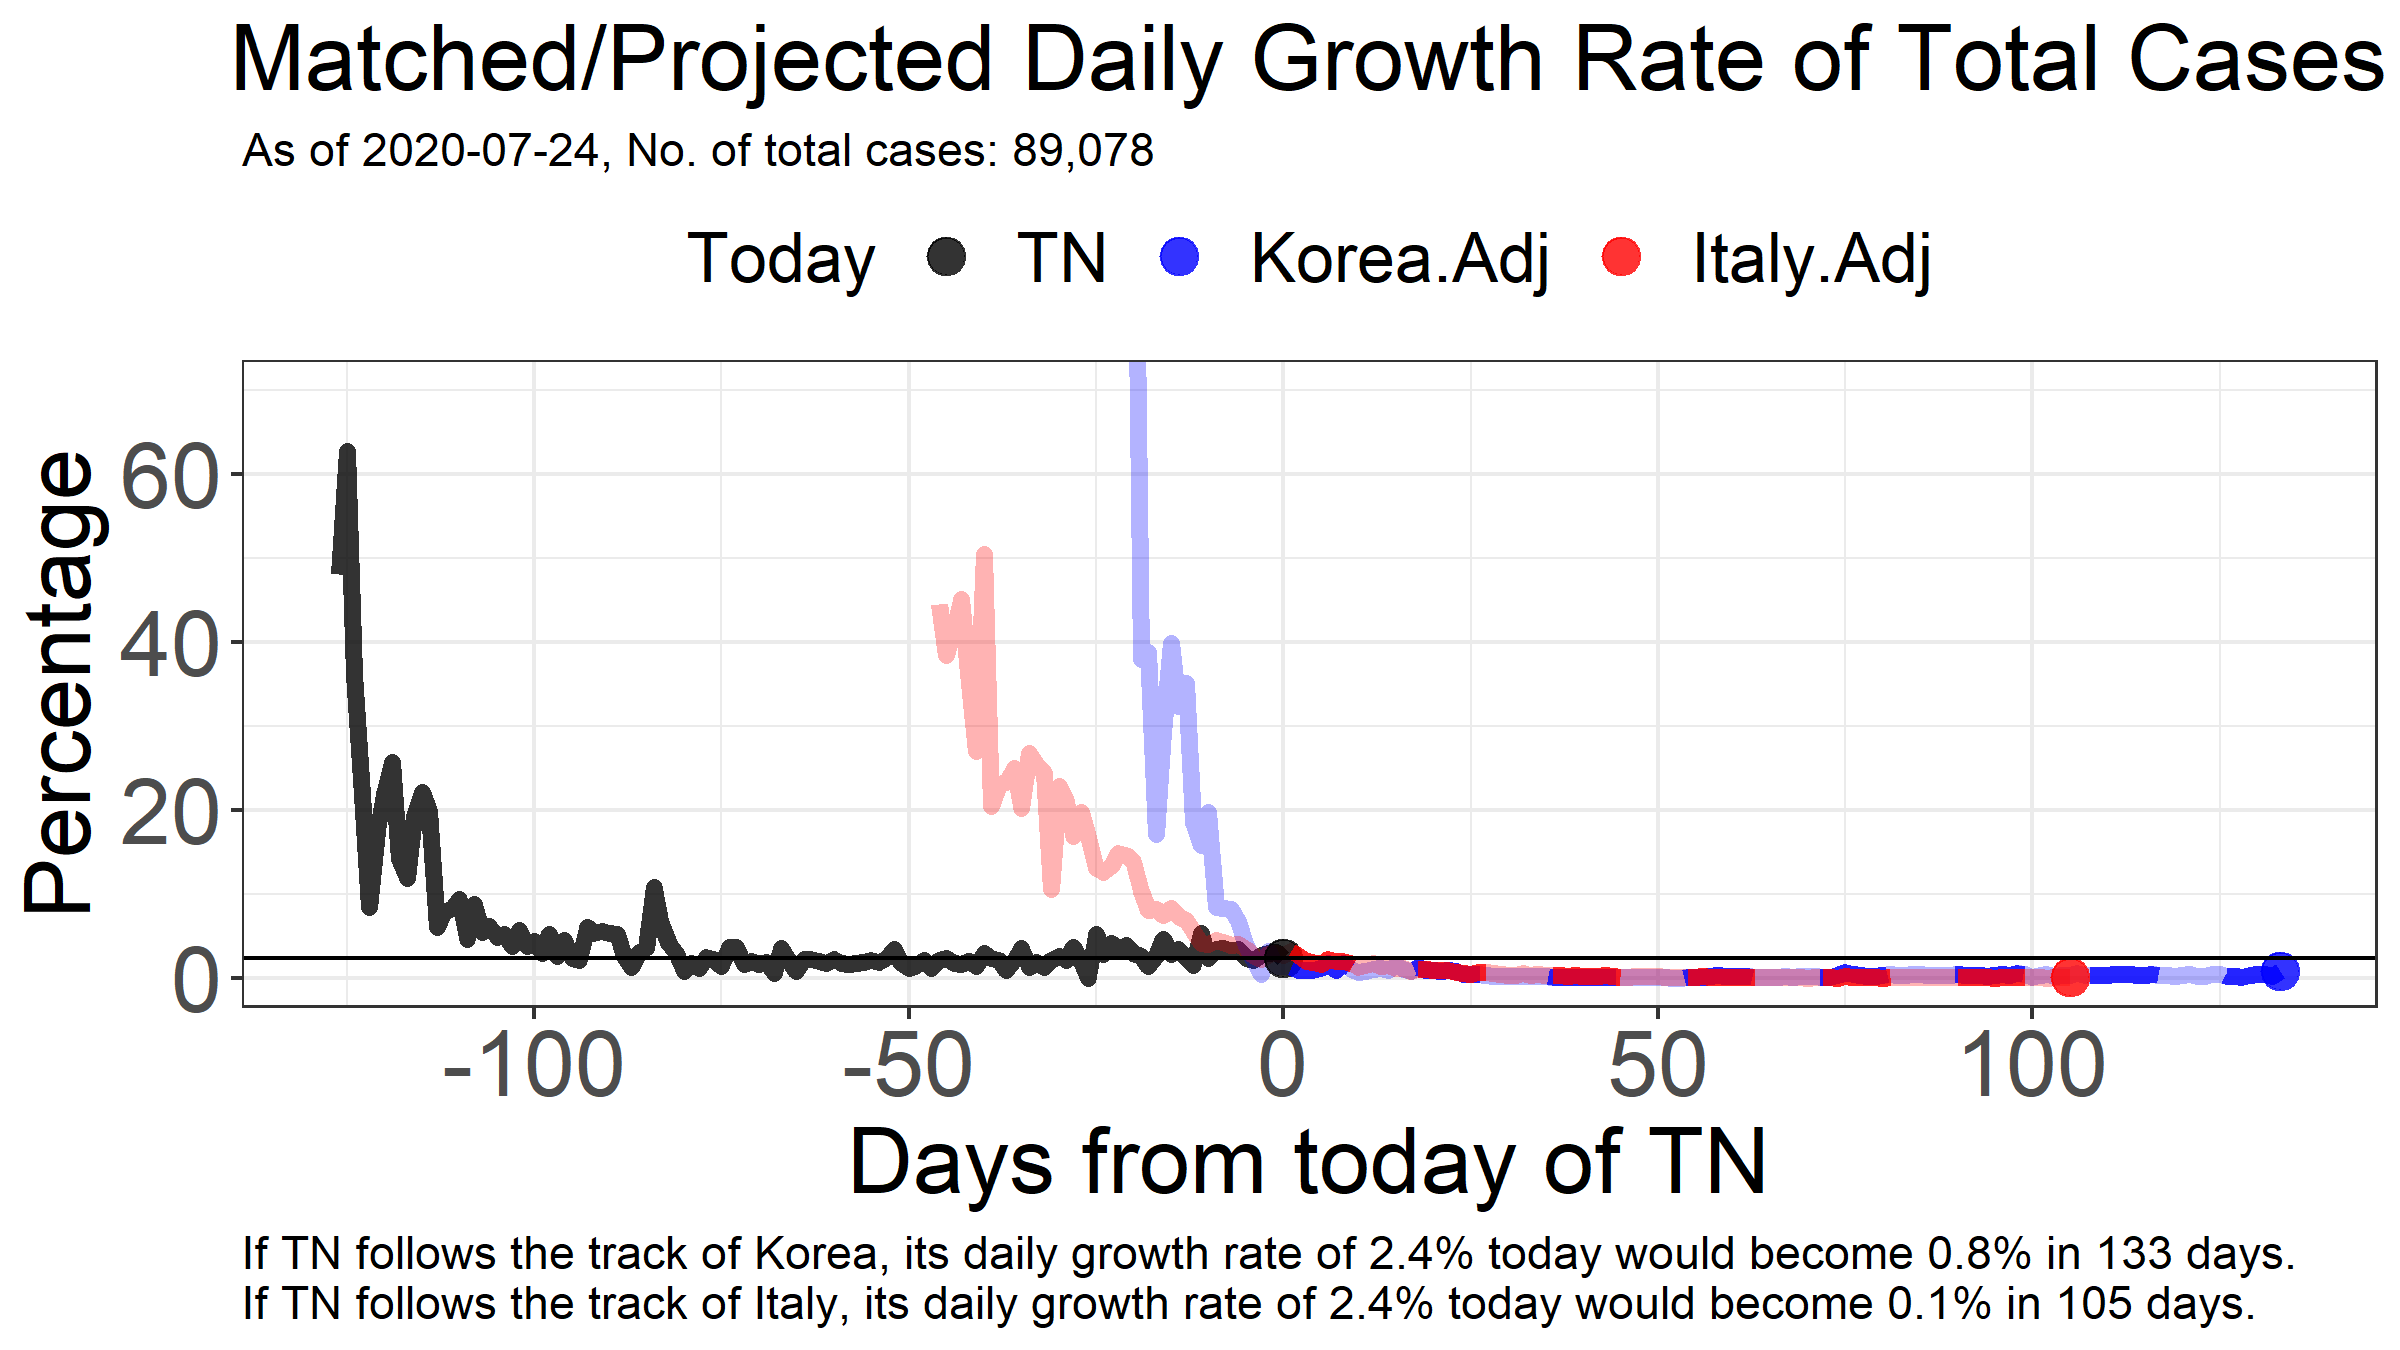 Matched/Projected Daily Growth Rate of Total Cases
As of 2020-07-24, No. of total cases: 89,078
Today TN Korea.Adj Italy.Adj
Percentage
60
40
20
0
-100 -50 0 50 100
Days from today of TN
If TN follows the track of Korea, its daily growth rate of 2.4% today would become 0.8% in 133 days.
If TN follows the track of Italy, its daily growth rate of 2.4% today would become 0.1% in 105 days.